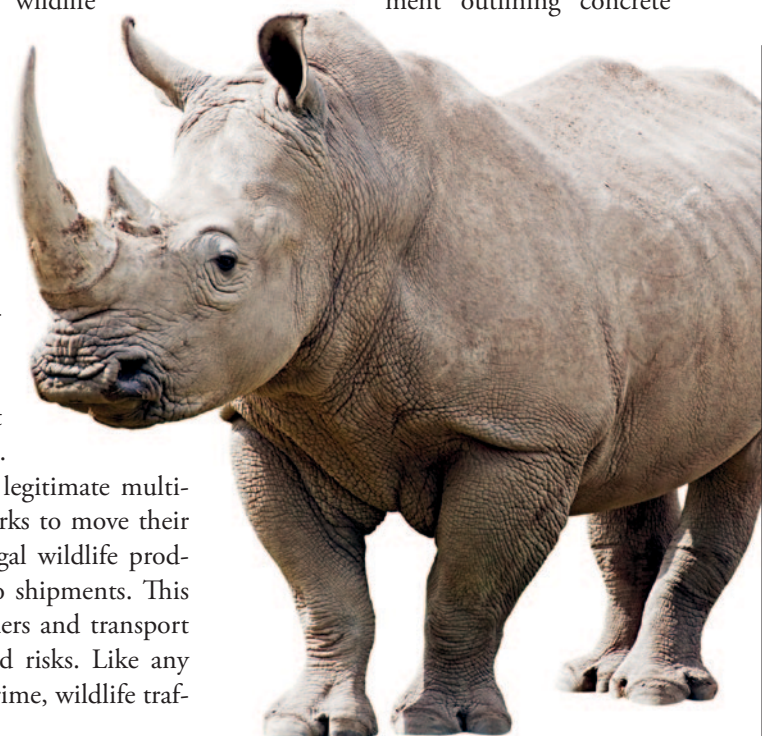 wildlife
ment outlining concrete
t
.
legitimate multi-
rks to move their
gal wildlife prod-
o shipments. This
ers and transport
d risks. Like any
rime, wildlife traf-